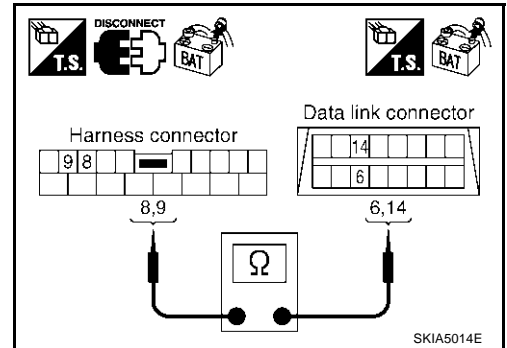 DISCONNECT
T.S. BAT T.S. BAT
Data link connector
Harness connector
9 8 14
6
8,9 6,14
Ω
SKIA5014E